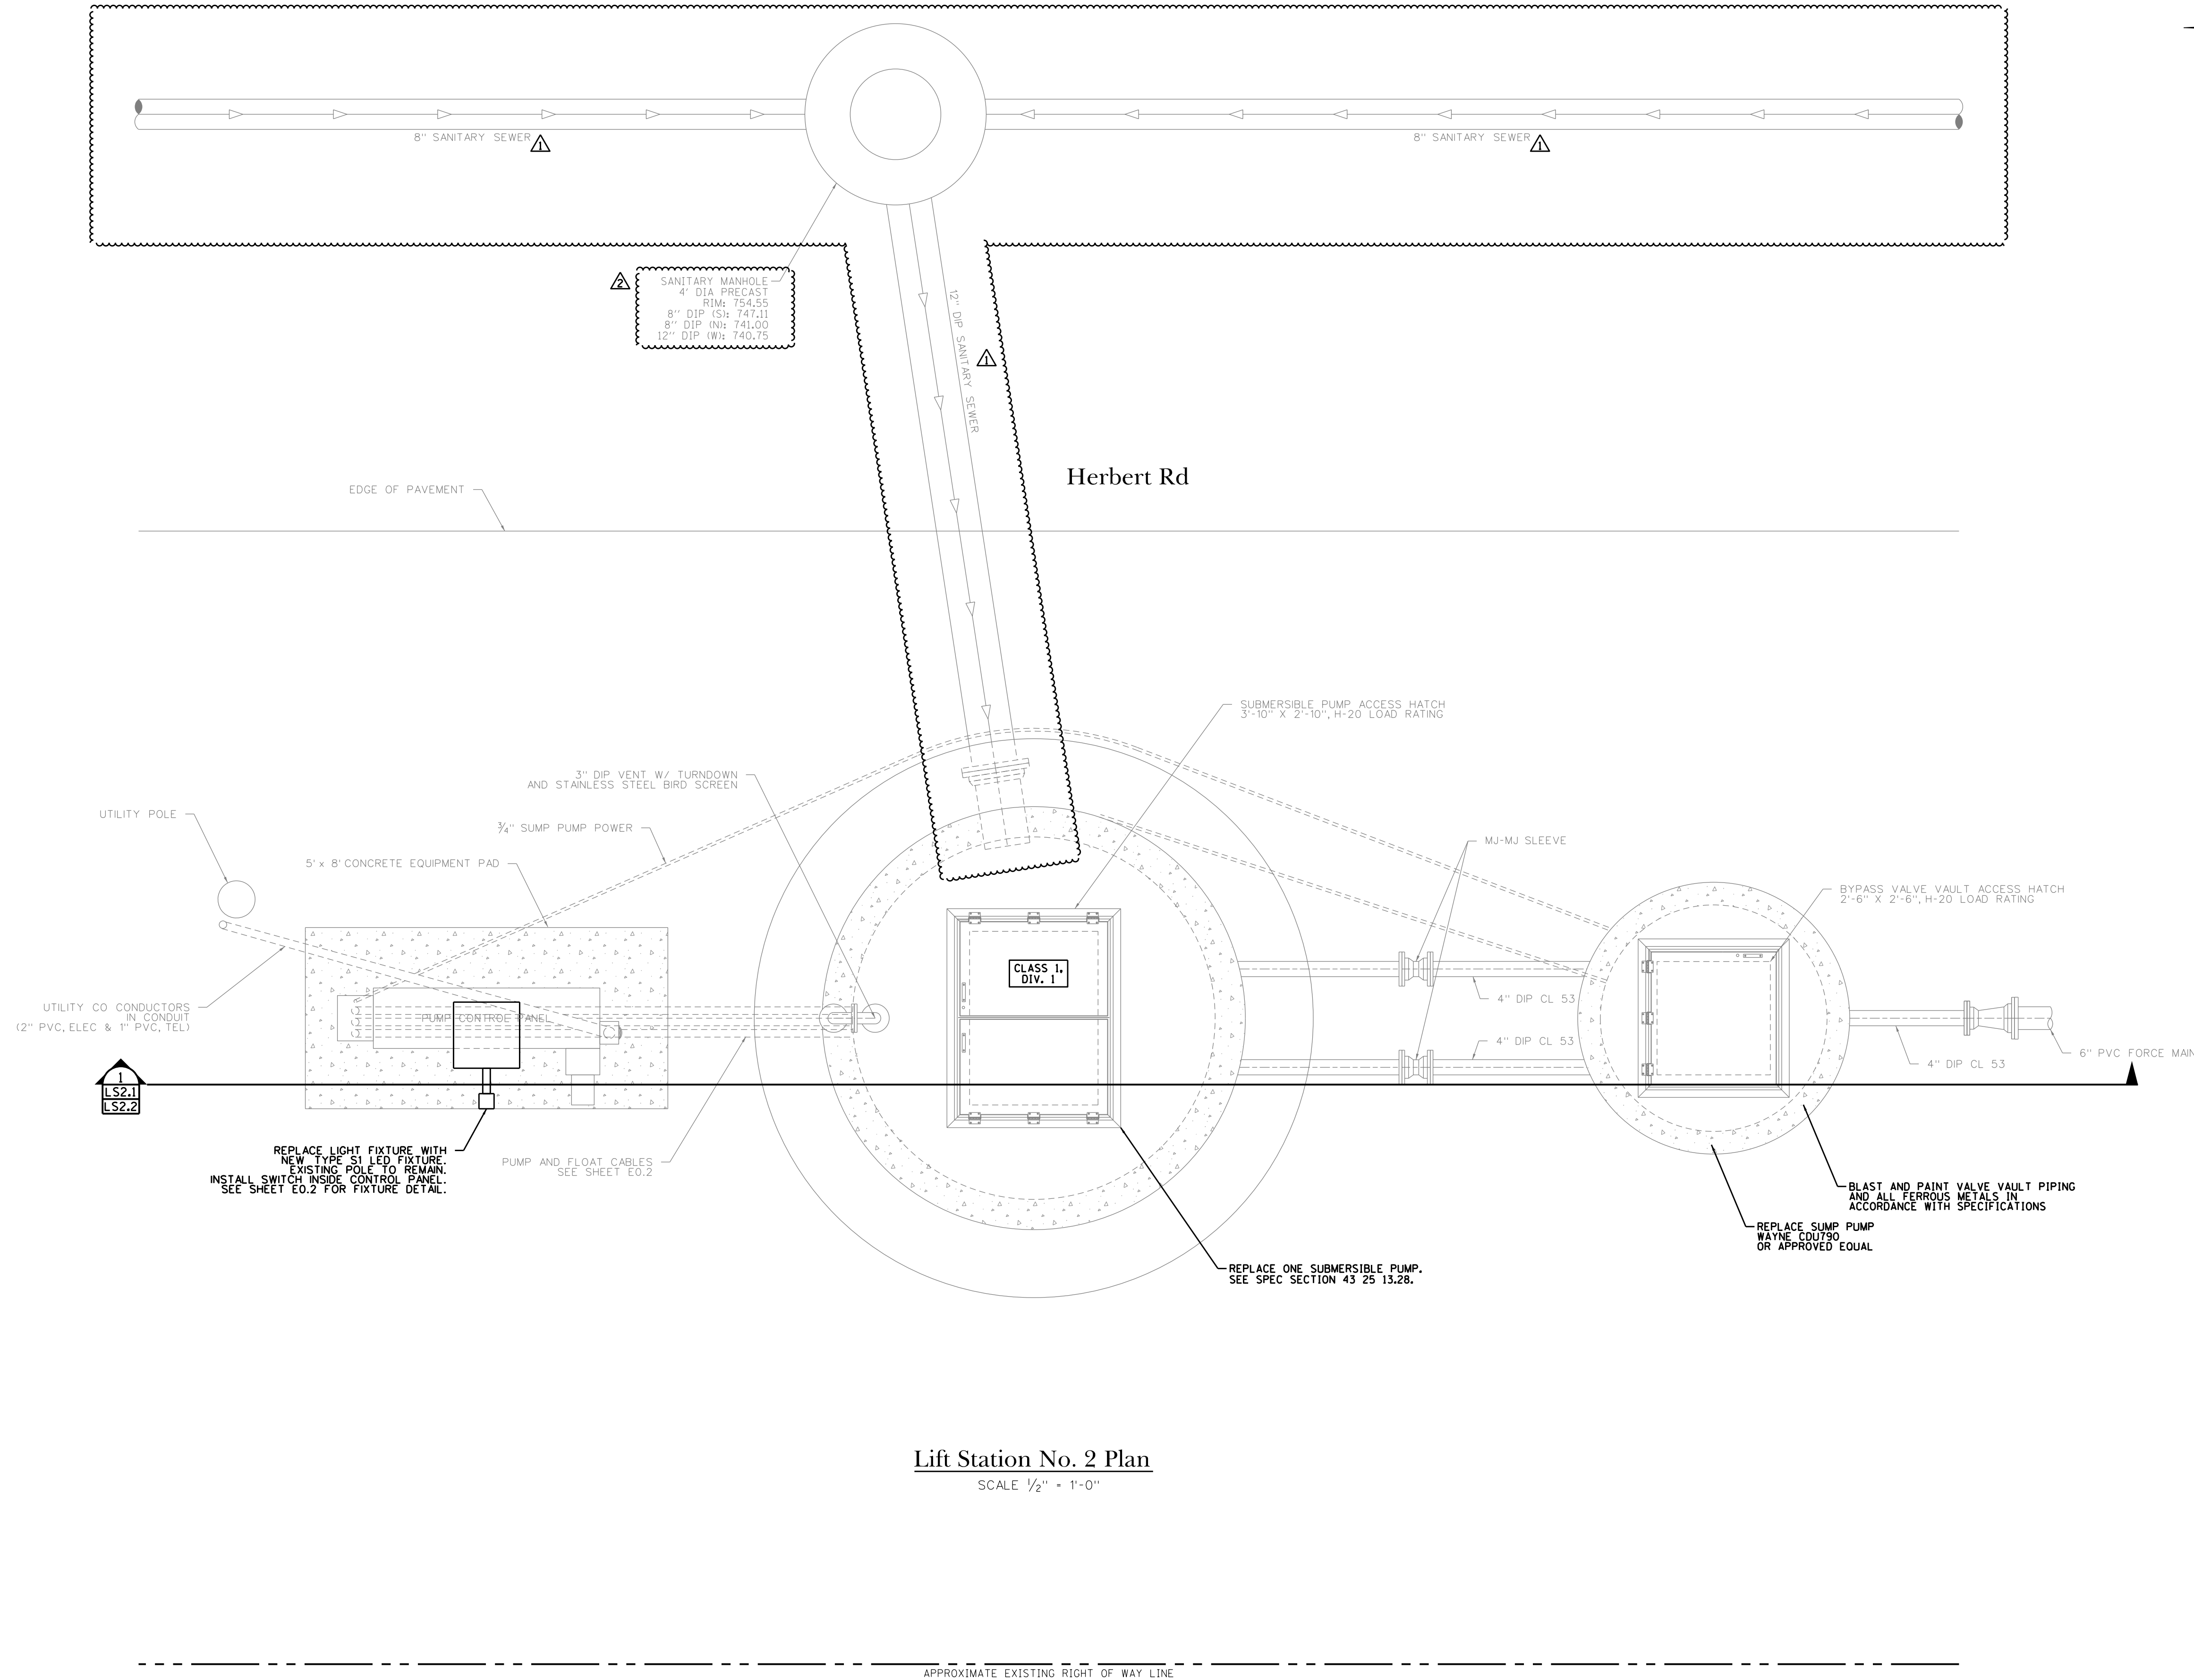 8" SANITARY SEWER
1
8" SANITARY SEWER
1
2
SANITARY MANHOLE
4' DIA PRECAST
RIM: 754.55
8'' DIP (S): 747.11
8'' DIP (N): 741.00
12'' DIP (W): 740.75
12" DIP SANITARY SEWER
1
Herbert Rd
EDGE OF PAVEMENT
SUBMERSIBLE PUMP ACCESS HATCH
3'-10" X 2'-10", H-20 LOAD RATING
3" DIP VENT W/ TURNDOWN
AND STAINLESS STEEL BIRD SCREEN
UTILITY POLE
¾" SUMP PUMP POWER
5' x 8' CONCRETE EQUIPMENT PAD
MJ-MJ SLEEVE
BYPASS VALVE VAULT ACCESS HATCH
2'-6" X 2'-6", H-20 LOAD RATING
CLASS 1,
DIV. 1
4" DIP CL 53
UTILITY CO CONDUCTORS
IN CONDUIT
(2" PVC, ELEC & 1" PVC, TEL)
PUMP CONTROL PANEL
4" DIP CL 53
6" PVC FORCE MAIN
4" DIP CL 53
1
LS2.1
LS2.2
REPLACE LIGHT FIXTURE WITH
NEW TYPE S1 LED FIXTURE.
EXISTING POLE TO REMAIN.
INSTALL SWITCH INSIDE CONTROL PANEL.
SEE SHEET E0.2 FOR FIXTURE DETAIL.
PUMP AND FLOAT CABLES
SEE SHEET E0.2
BLAST AND PAINT VALVE VAULT PIPING
AND ALL FERROUS METALS IN
ACCORDANCE WITH SPECIFICATIONS
REPLACE SUMP PUMP
WAYNE CDU790
OR APPROVED EQUAL
REPLACE ONE SUBMERSIBLE PUMP.
SEE SPEC SECTION 43 25 13.28.
Lift Station No. 2 Plan
SCALE 1/2" = 1'-0"
APPROXIMATE EXISTING RIGHT OF WAY LINE